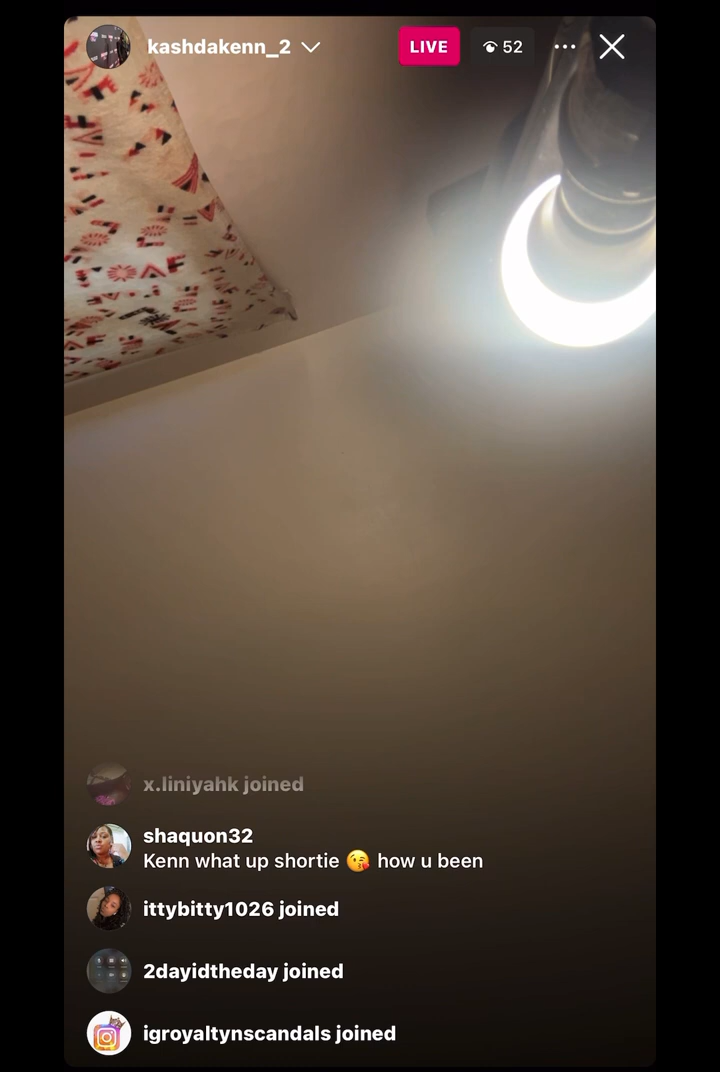 kashdakenn_2
LIVE
52
x.liniyahk joined
shaquon32
Kenn what up shortie 😘 how u been
ittybitty1026 joined
2dayidtheday joined
igroyaltynscandals joined